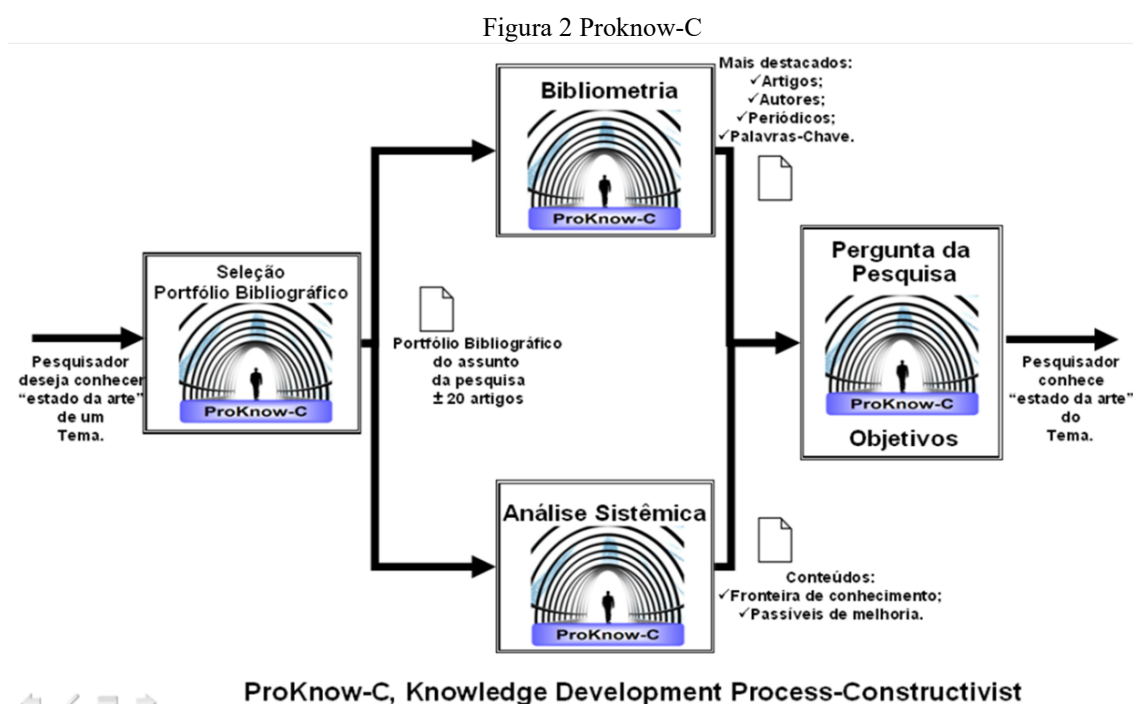 Figura 2 Proknow-C
Pesquisador
deseja conhecer
“estado da arte”
de um
Tema.
Seleção
Portfólio Bibliográfico
ProKnow-C
Portfólio Bibliográfico
do assunto
da pesquisa
± 20 artigos
Bibliometria
ProKnow-C
Mais destacados:
✓Artigos;
✓Autores;
✓Periódicos;
✓Palavras-Chave.
Análise Sistêmica
ProKnow-C
Conteúdos:
✓Fronteira de conhecimento;
✓Passíveis de melhoria.
Pergunta da
Pesquisa
ProKnow-C
Objetivos
Pesquisador
conhece
“estado da arte”
do
Tema.
ProKnow-C, Knowledge Development Process-Constructivist